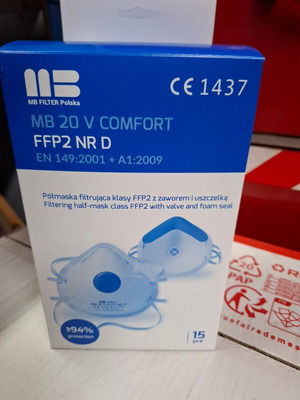 MB
MB FILTER Polska
CE 1437
MB 20 V COMFORT
FFP2 NR D
EN 149:2001 + A1:2009
Półmaska filtrująca klasy FFP2 z zaworem i uszczelką
Filtering half-mask class FFP2 with valve and foam seal
≥94%
protection
15
pcs
20
PAP